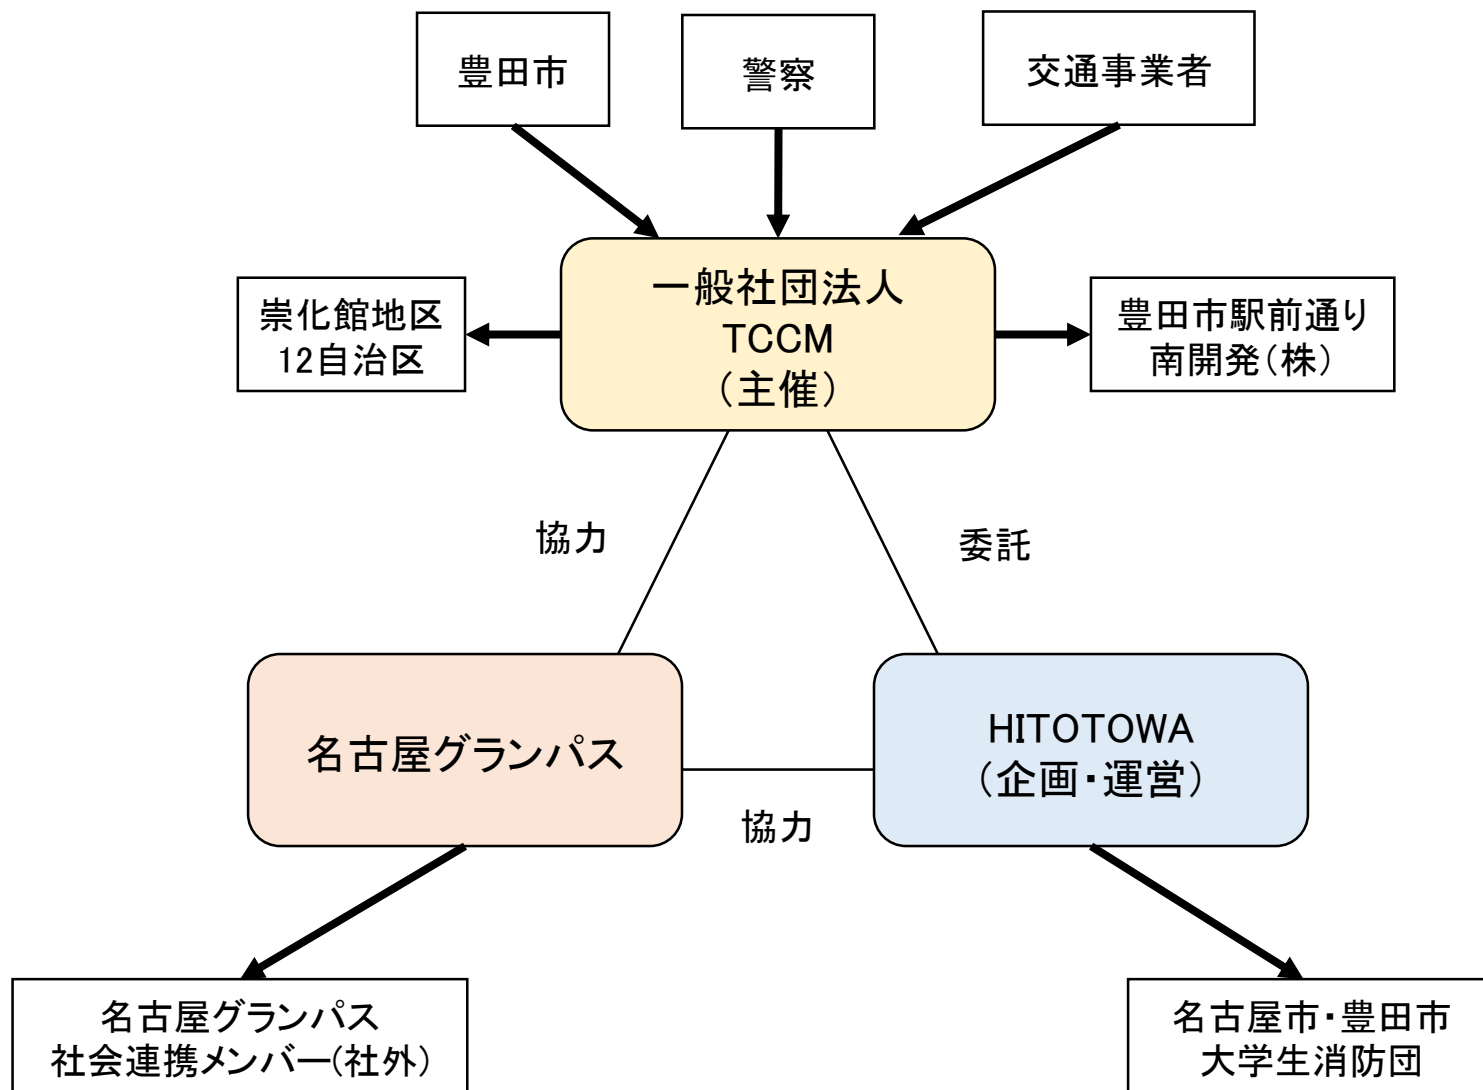 豊田市
警察
交通事業者
一般社団法人
TCCM
（主催）
崇化館地区
12自治区
豊田市駅前通り
南開発（株）
協力
委託
名古屋グランパス
HITOTOWA
（企画・運営）
協力
名古屋グランパス
社会連携メンバー(社外）
名古屋市・豊田市
大学生消防団